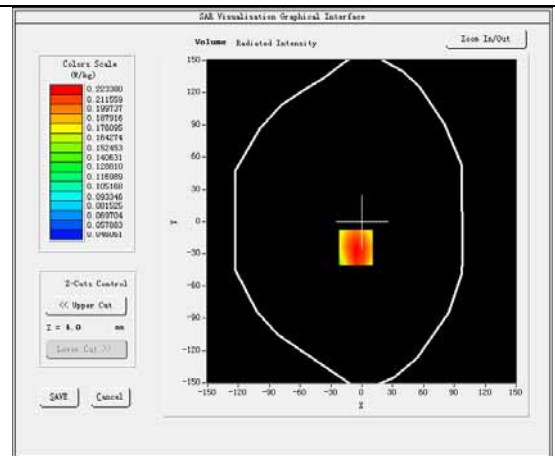 SAR Visualisation Graphical Interface
Volume Radiated Intensity
Zoom In/Out
Colors Scale
(W/kg)
0.223380
0.211559
0.199737
0.187916
0.176095
0.164274
0.152453
0.140631
0.128810
0.116989
0.105168
0.093346
0.081525
0.069704
0.057883
0.046061
150
120
90
60
30
0
-30
-60
-90
-120
-150
Y
-150 -120 -90 -60 -30 0 30 60 90 120 150
X
Z-Cuts Control
<< Upper Cut
Z = 4.0 mm
Lower Cut >>
SAVE Cancel